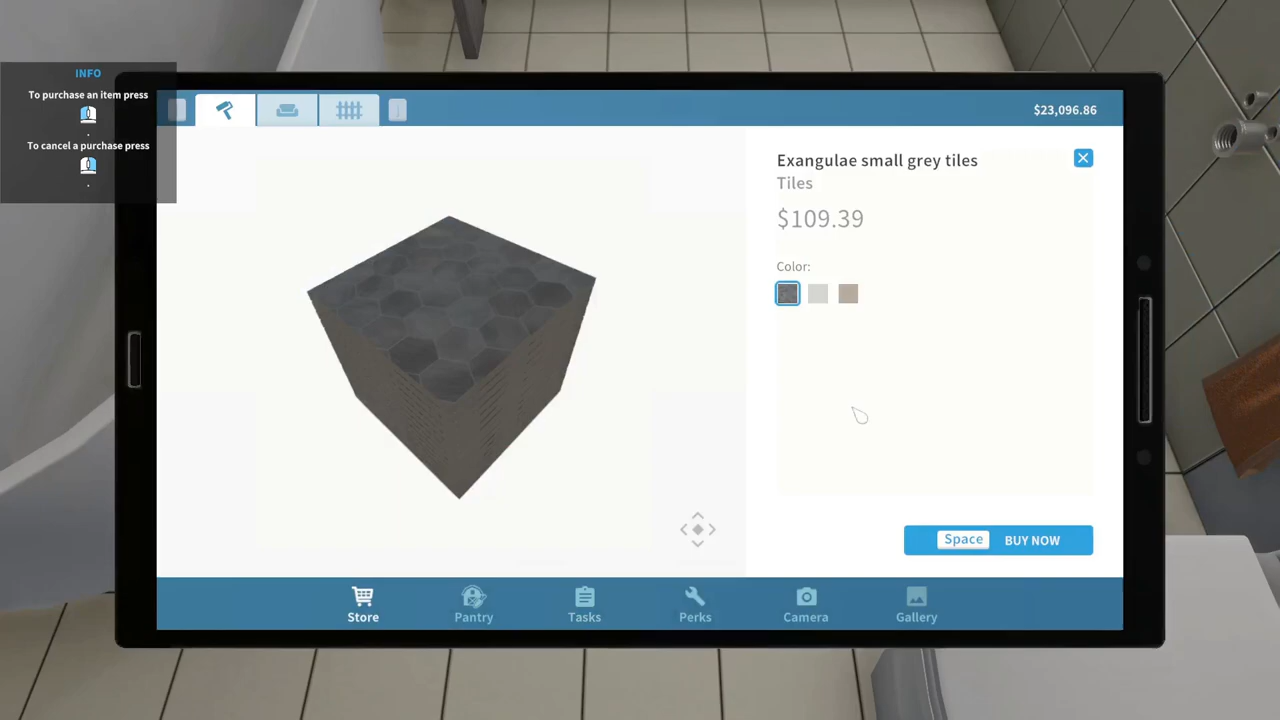 INFO
To purchase an item press
.
To cancel a purchase press
.
$23,096.86
Exangulae small grey tiles
Tiles
$109.39
Color:
Space BUY NOW
Store Pantry Tasks Perks Camera Gallery